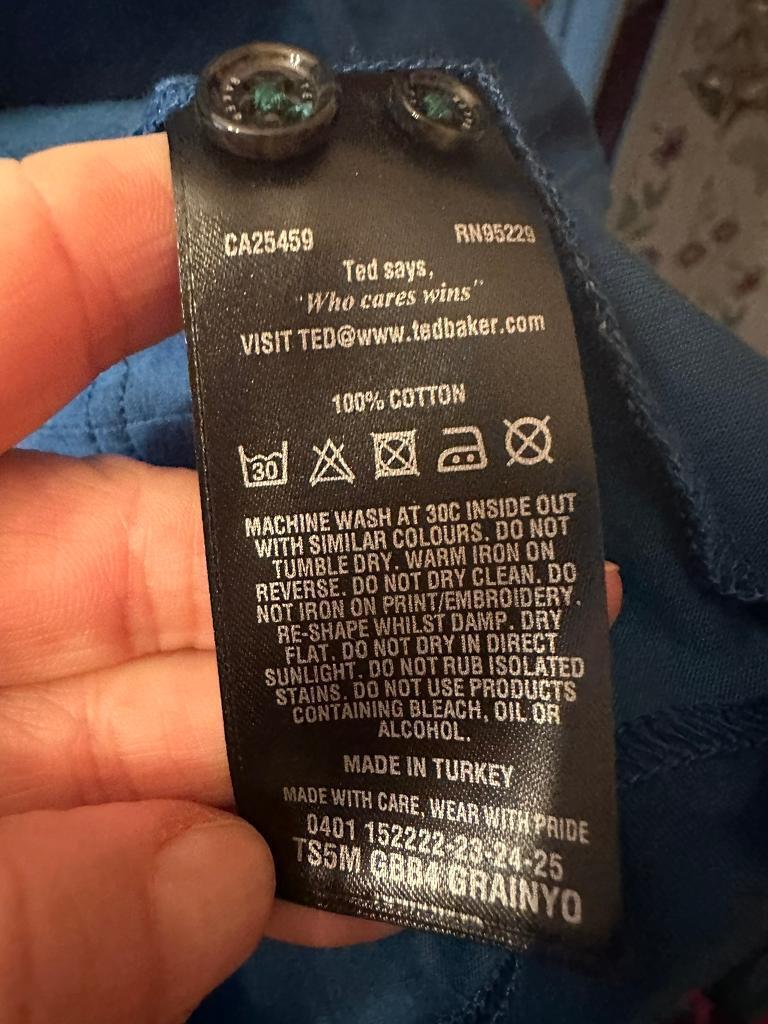 CA25459 RN95229
Ted says,
"Who cares wins"
VISIT TED@www.tedbaker.com
100% COTTON
30
MACHINE WASH AT 30C INSIDE OUT
WITH SIMILAR COLOURS. DO NOT
TUMBLE DRY. WARM IRON ON
REVERSE. DO NOT DRY CLEAN. DO
NOT IRON ON PRINT/EMBROIDERY.
RE-SHAPE WHILST DAMP. DRY
FLAT. DO NOT DRY IN DIRECT
SUNLIGHT. DO NOT RUB ISOLATED
STAINS. DO NOT USE PRODUCTS
CONTAINING BLEACH, OIL OR
ALCOHOL.
MADE IN TURKEY
MADE WITH CARE, WEAR WITH PRIDE
0401 152222-23-24-25
TS5M GBB4 GRAINYO